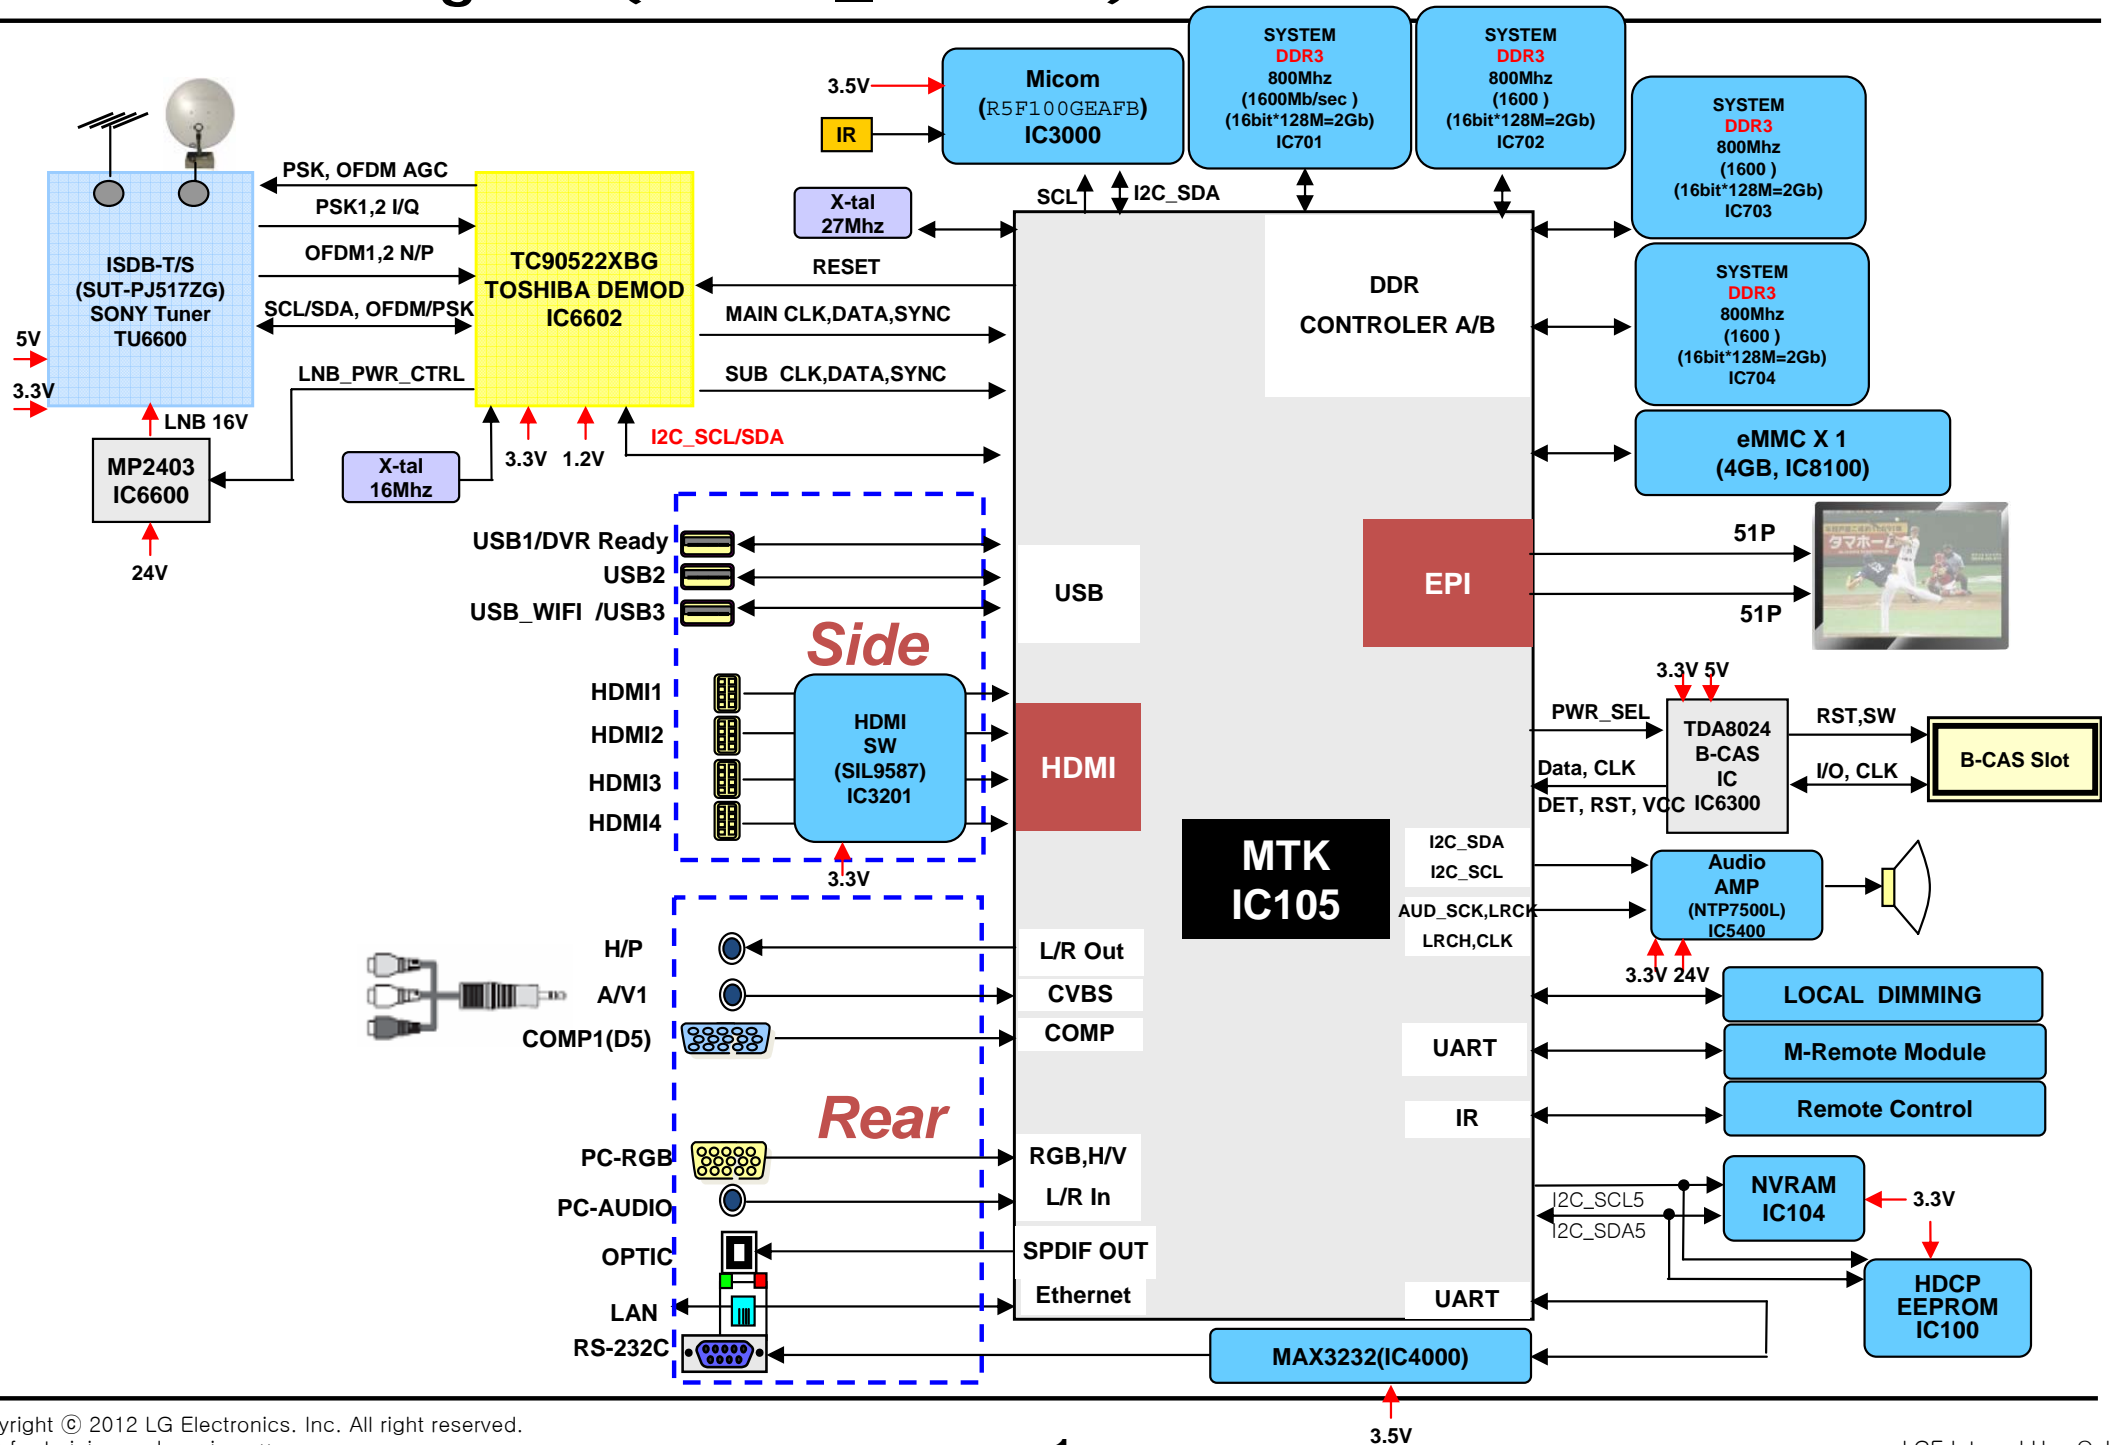 SYSTEM
DDR3
800Mhz
(1600Mb/sec )
(16bit*128M=2Gb)
IC701
SYSTEM
DDR3
800Mhz
(1600 )
(16bit*128M=2Gb)
IC702
SYSTEM
DDR3
800Mhz
(1600 )
(16bit*128M=2Gb)
IC703
SYSTEM
DDR3
800Mhz
(1600 )
(16bit*128M=2Gb)
IC704
3.5V
Micom
(R5F100GEAFB)
IC3000
IR
SCL
I2C_SDA
X-tal
27Mhz
PSK, OFDM AGC
PSK1,2 I/Q
OFDM1,2 N/P
SCL/SDA, OFDM/PSK
LNB_PWR_CTRL
ISDB-T/S
(SUT-PJ517ZG)
SONY Tuner
TU6600
5V
3.3V
LNB 16V
MP2403
IC6600
24V
TC90522XBG
TOSHIBA DEMOD
IC6602
RESET
MAIN CLK,DATA,SYNC
SUB CLK,DATA,SYNC
I2C_SCL/SDA
3.3V
1.2V
X-tal
16Mhz
DDR
CONTROLER A/B
eMMC X 1
(4GB, IC8100)
USB1/DVR Ready
USB2
USB_WIFI /USB3
USB
Side
HDMI1
HDMI2
HDMI3
HDMI4
HDMI
SW
(SIL9587)
IC3201
3.3V
HDMI
EPI
51P
51P
タマホーム
MTK
IC105
3.3V 5V
PWR_SEL
Data, CLK
DET, RST, VCC
TDA8024
B-CAS
IC
IC6300
RST,SW
I/O, CLK
B-CAS Slot
I2C_SDA
I2C_SCL
AUD_SCK,LRCK
LRCH,CLK
Audio
AMP
(NTP7500L)
IC5400
3.3V 24V
H/P
A/V1
COMP1(D5)
L/R Out
CVBS
COMP
Rear
PC-RGB
PC-AUDIO
OPTIC
LAN
RS-232C
RGB,H/V
L/R In
SPDIF OUT
Ethernet
UART
IR
UART
LOCAL DIMMING
M-Remote Module
Remote Control
I2C_SCL5
I2C_SDA5
NVRAM
IC104
3.3V
HDCP
EEPROM
IC100
MAX3232(IC4000)
3.5V
yright ⓒ 2012 LG Electronics. Inc. All right reserved.